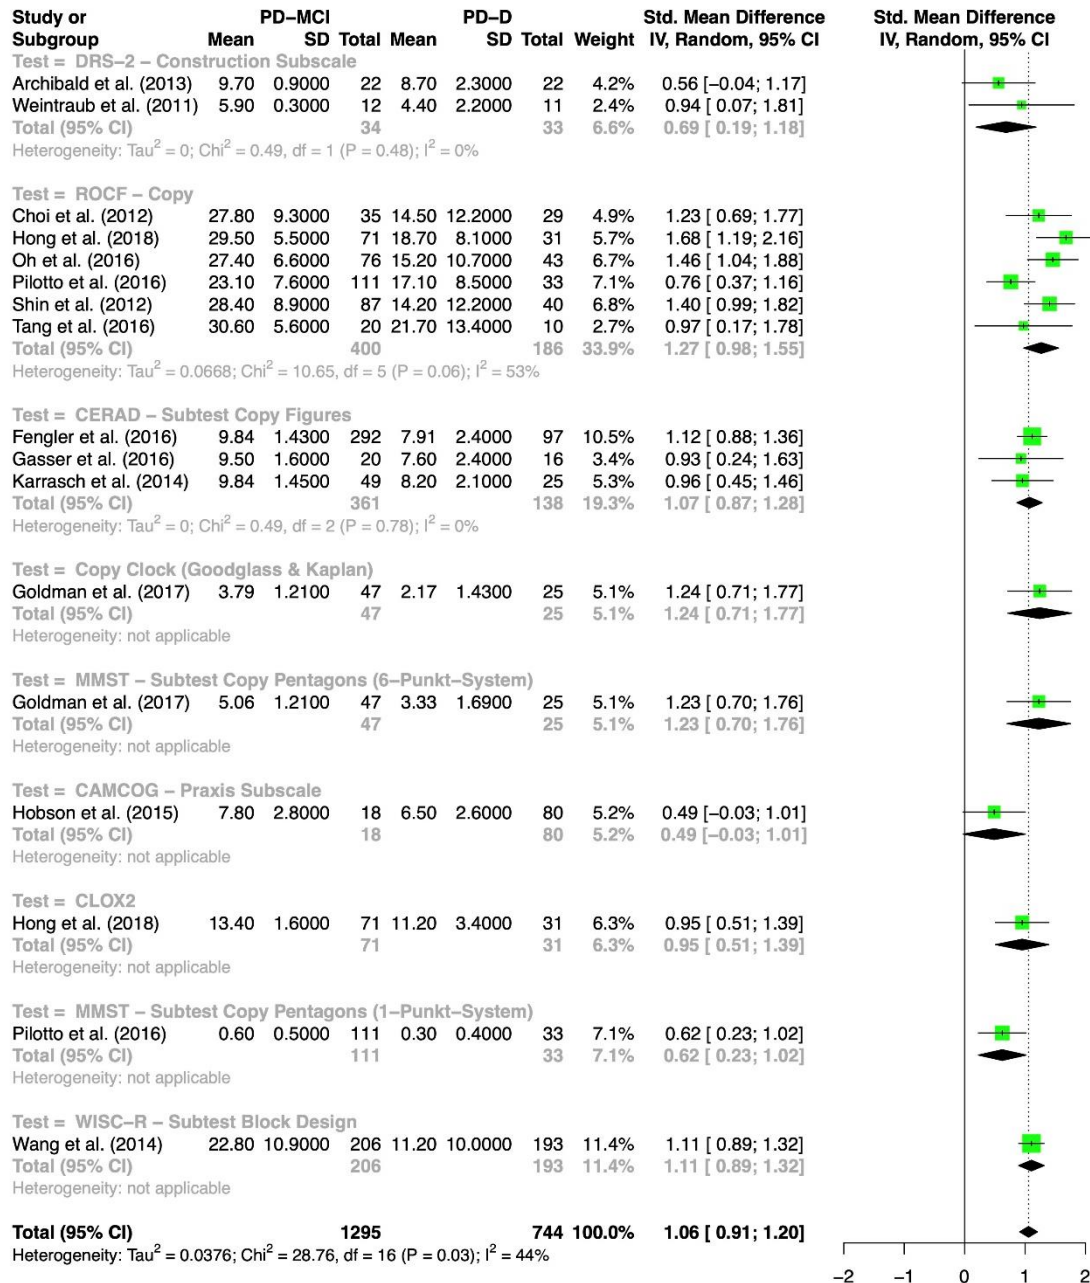 Study or PD−MCI PD−D Std. Mean Difference Std. Mean Difference
Subgroup Mean SD Total Mean SD Total Weight IV, Random, 95% CI IV, Random, 95% CI
Test = DRS−2 − Construction Subscale
Archibald et al. (2013) 9.70 0.9000 22 8.70 2.3000 22 4.2% 0.56 [−0.04; 1.17]
Weintraub et al. (2011) 5.90 0.3000 12 4.40 2.2000 11 2.4% 0.94 [ 0.07; 1.81]
Total (95% CI) 34 33 6.6% 0.69 [ 0.19; 1.18]
Heterogeneity: Tau² = 0; Chi² = 0.49, df = 1 (P = 0.48); I² = 0%
Test = ROCF − Copy
Choi et al. (2012) 27.80 9.3000 35 14.50 12.2000 29 4.9% 1.23 [ 0.69; 1.77]
Hong et al. (2018) 29.50 5.5000 71 18.70 8.1000 31 5.7% 1.68 [ 1.19; 2.16]
Oh et al. (2016) 27.40 6.6000 76 15.20 10.7000 43 6.7% 1.46 [ 1.04; 1.88]
Pilotto et al. (2016) 23.10 7.6000 111 17.10 8.5000 33 7.1% 0.76 [ 0.37; 1.16]
Shin et al. (2012) 28.40 8.9000 87 14.20 12.2000 40 6.8% 1.40 [ 0.99; 1.82]
Tang et al. (2016) 30.60 5.6000 20 21.70 13.4000 10 2.7% 0.97 [ 0.17; 1.78]
Total (95% CI) 400 186 33.9% 1.27 [ 0.98; 1.55]
Heterogeneity: Tau² = 0.0668; Chi² = 10.65, df = 5 (P = 0.06); I² = 53%
Test = CERAD − Subtest Copy Figures
Fengler et al. (2016) 9.84 1.4300 292 7.91 2.4000 97 10.5% 1.12 [ 0.88; 1.36]
Gasser et al. (2016) 9.50 1.6000 20 7.60 2.4000 16 3.4% 0.93 [ 0.24; 1.63]
Karrasch et al. (2014) 9.84 1.4500 49 8.20 2.1000 25 5.3% 0.96 [ 0.45; 1.46]
Total (95% CI) 361 138 19.3% 1.07 [ 0.87; 1.28]
Heterogeneity: Tau² = 0; Chi² = 0.49, df = 2 (P = 0.78); I² = 0%
Test = Copy Clock (Goodglass & Kaplan)
Goldman et al. (2017) 3.79 1.2100 47 2.17 1.4300 25 5.1% 1.24 [ 0.71; 1.77]
Total (95% CI) 47 25 5.1% 1.24 [ 0.71; 1.77]
Heterogeneity: not applicable
Test = MMST − Subtest Copy Pentagons (6−Punkt−System)
Goldman et al. (2017) 5.06 1.2100 47 3.33 1.6900 25 5.1% 1.23 [ 0.70; 1.76]
Total (95% CI) 47 25 5.1% 1.23 [ 0.70; 1.76]
Heterogeneity: not applicable
Test = CAMCOG − Praxis Subscale
Hobson et al. (2015) 7.80 2.8000 18 6.50 2.6000 80 5.2% 0.49 [−0.03; 1.01]
Total (95% CI) 18 80 5.2% 0.49 [−0.03; 1.01]
Heterogeneity: not applicable
Test = CLOX2
Hong et al. (2018) 13.40 1.6000 71 11.20 3.4000 31 6.3% 0.95 [ 0.51; 1.39]
Total (95% CI) 71 31 6.3% 0.95 [ 0.51; 1.39]
Heterogeneity: not applicable
Test = MMST − Subtest Copy Pentagons (1−Punkt−System)
Pilotto et al. (2016) 0.60 0.5000 111 0.30 0.4000 33 7.1% 0.62 [ 0.23; 1.02]
Total (95% CI) 111 33 7.1% 0.62 [ 0.23; 1.02]
Heterogeneity: not applicable
Test = WISC−R − Subtest Block Design
Wang et al. (2014) 22.80 10.9000 206 11.20 10.0000 193 11.4% 1.11 [ 0.89; 1.32]
Total (95% CI) 206 193 11.4% 1.11 [ 0.89; 1.32]
Heterogeneity: not applicable
Total (95% CI) 1295 744 100.0% 1.06 [ 0.91; 1.20]
Heterogeneity: Tau² = 0.0376; Chi² = 28.76, df = 16 (P = 0.03); I² = 44%
−2 −1 0 1 2